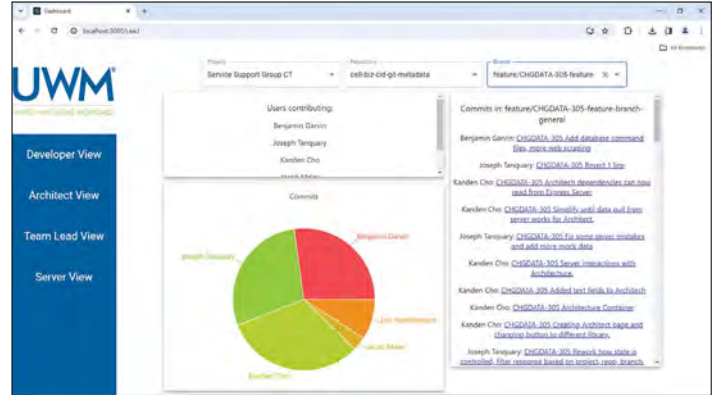 Dashboard
All Bookmarks
Project
Service Support Group CT
Repository
cell-biz-cid-git-metadata
Branch
feature/CHGDATA-305-feature-
UWM
Developer View
Architect View
Team Lead View
Server View
Users contributing:
Benjamin Garvin
Joseph Tanquary
Kanden Cho
Commits
Benjamin Garvin
Joseph Tanquary
Jacob Maier
Kanden Cho
Commits in: feature/CHGDATA-305-feature-branch-
general
Benjamin Garvin: CHGDATA-305 Add database command
files, more web scraping
Joseph Tanquary: CHGDATA-305 Revert 1 line
Kanden Cho: CHGDATA-305 Architech dependencies can now
read from Express Server
Kanden Cho: CHGDATA-305 Simplify until data pull from
server works for Architect.
Joseph Tanquary: CHGDATA-305 Fix some server mistakes
and add more mock data
Kanden Cho: CHGDATA-305 Server interactions with
Architecture.
Kanden Cho: CHGDATA-305 Added text fields to Architech
Kanden Cho: CHGDATA-305 Architecture Container
Kanden Cho: CHGDATA-305 Creating Architect page and
changing button to different library.
Joseph Tanquary: CHGDATA-305 Rework how state is
controlled, filter response based on project, repo, branch,